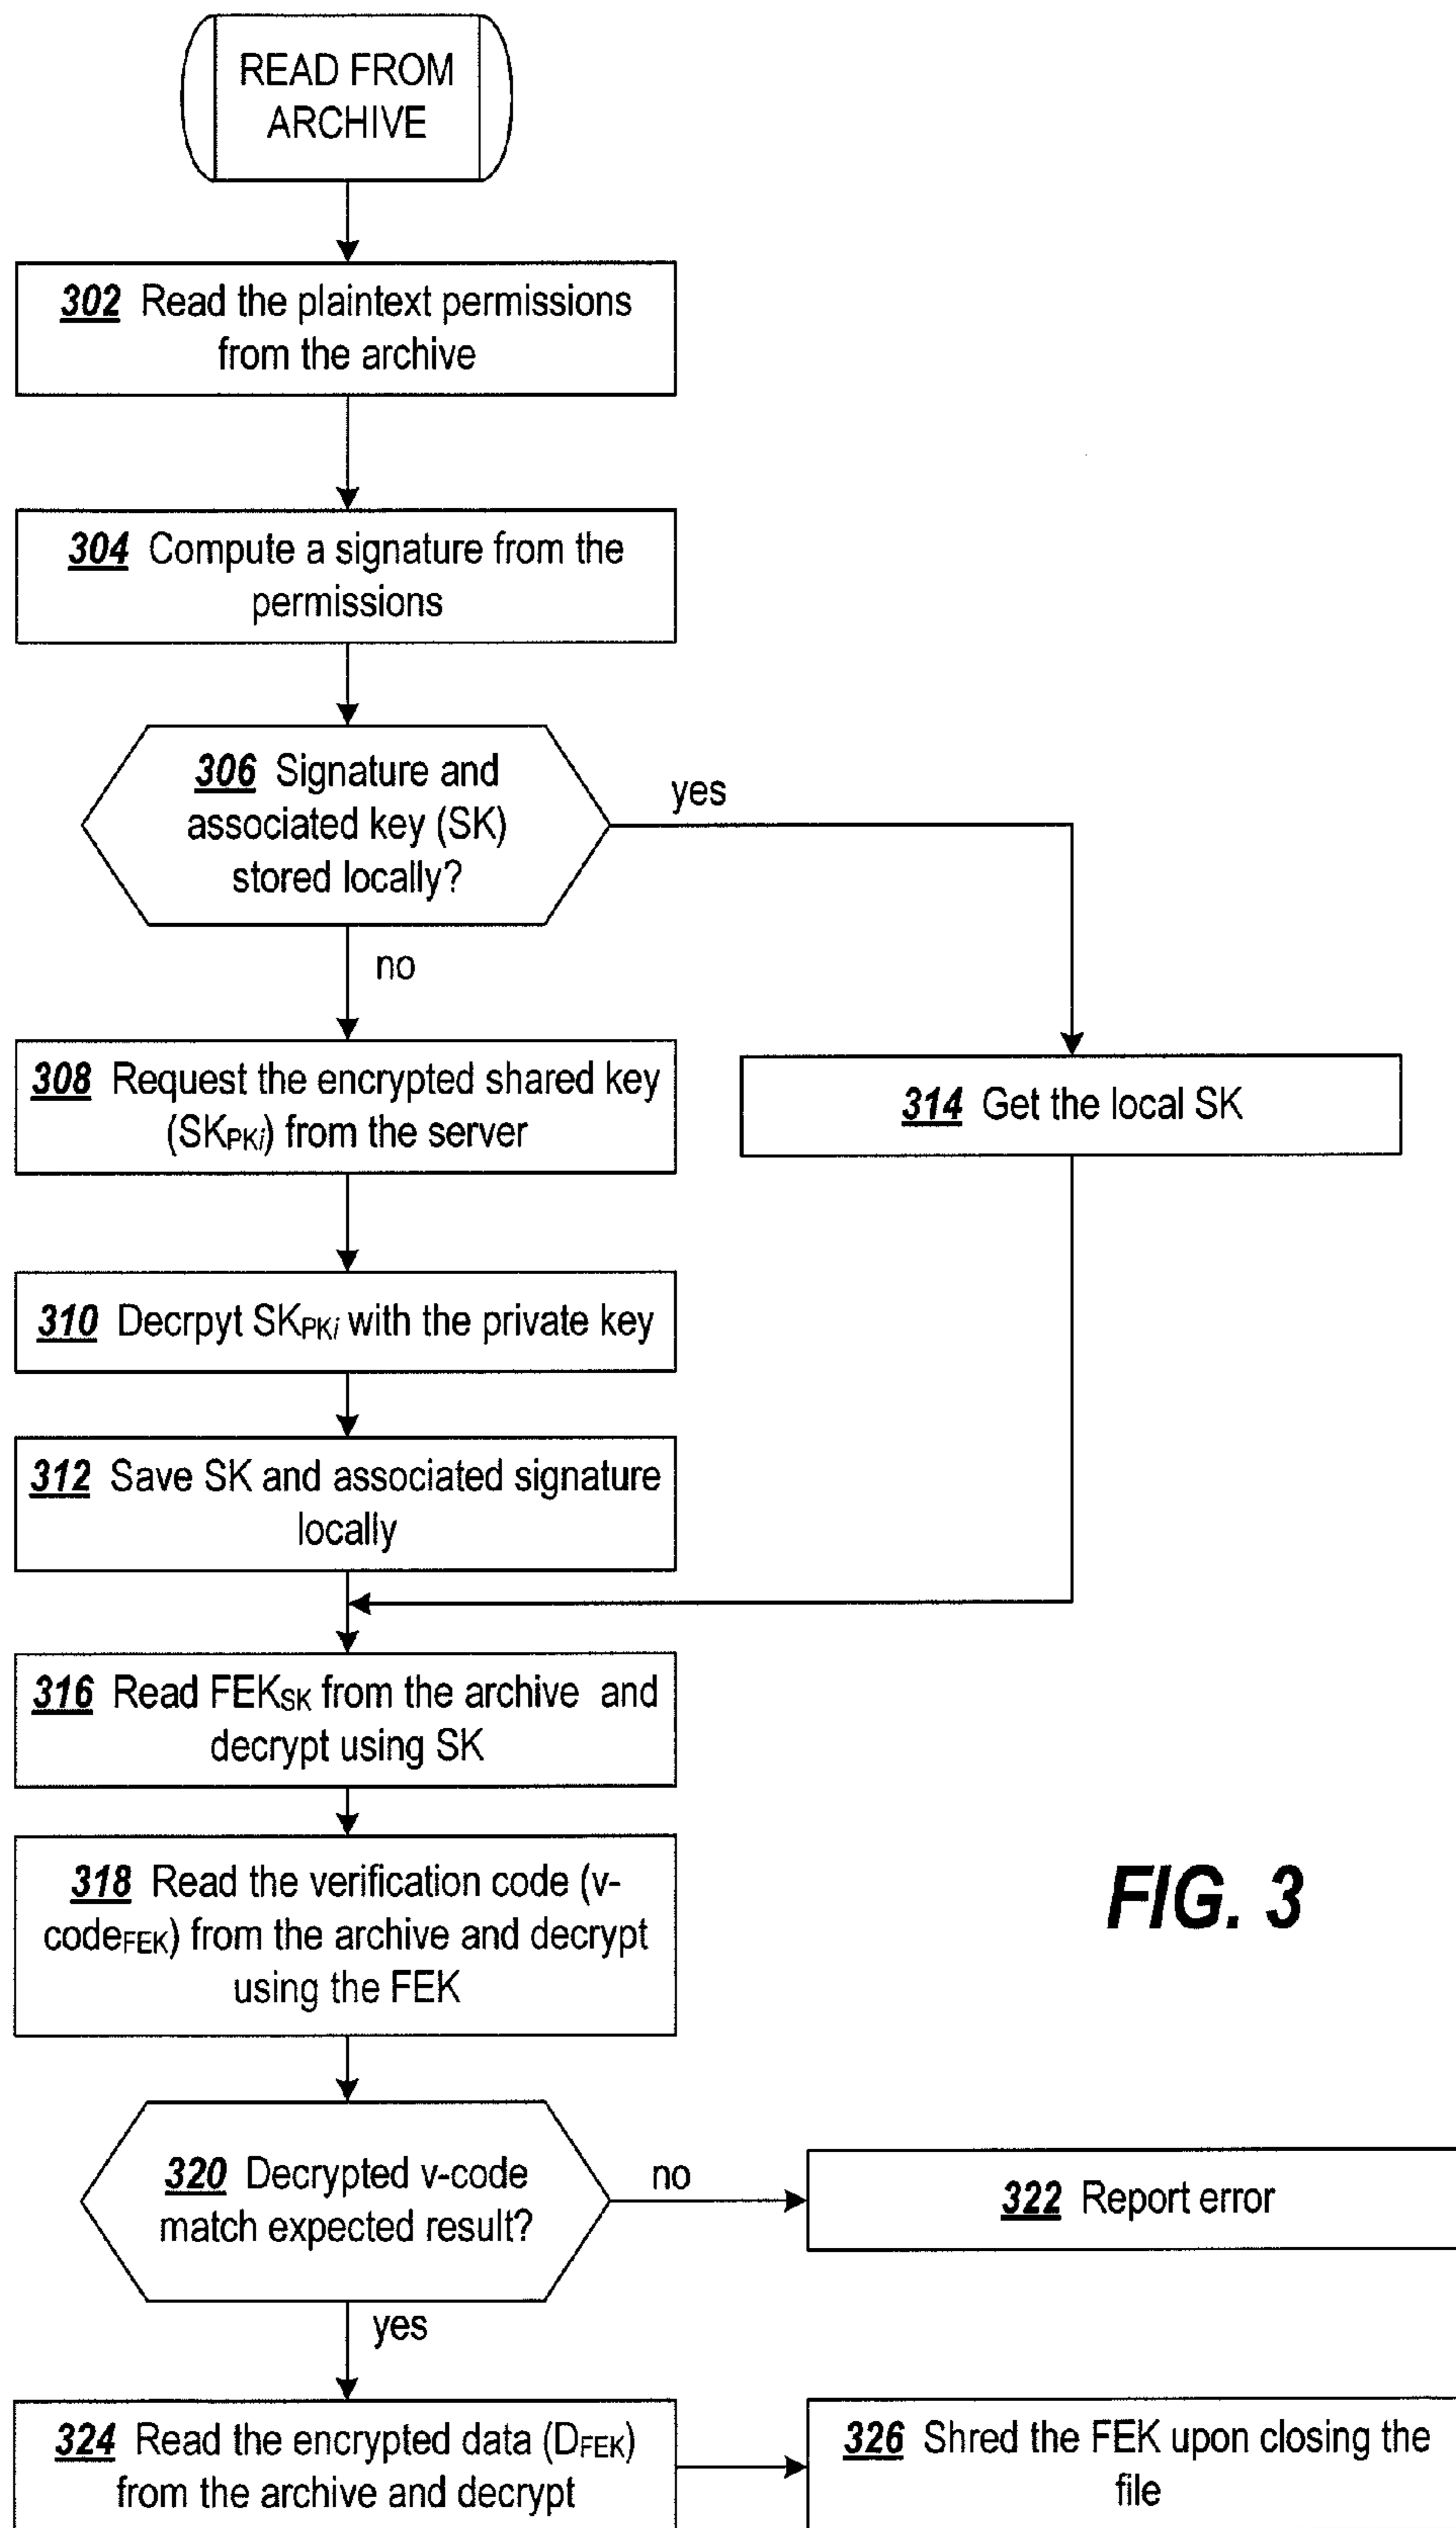 READ FROM
ARCHIVE
302 Read the plaintext permissions
from the archive
304 Compute a signature from the
permissions
306 Signature and
associated key (SK)
stored locally?
yes
no
308 Request the encrypted shared key
(SKPKi) from the server
314 Get the local SK
310 Decrpyt SKPKi with the private key
312 Save SK and associated signature
locally
316 Read FEKSK from the archive and
decrypt using SK
318 Read the verification code (v-
codeFEK) from the archive and decrypt
using the FEK
FIG. 3
320 Decrypted v-code
match expected result?
no
322 Report error
yes
324 Read the encrypted data (DFEK)
from the archive and decrypt
326 Shred the FEK upon closing the
file